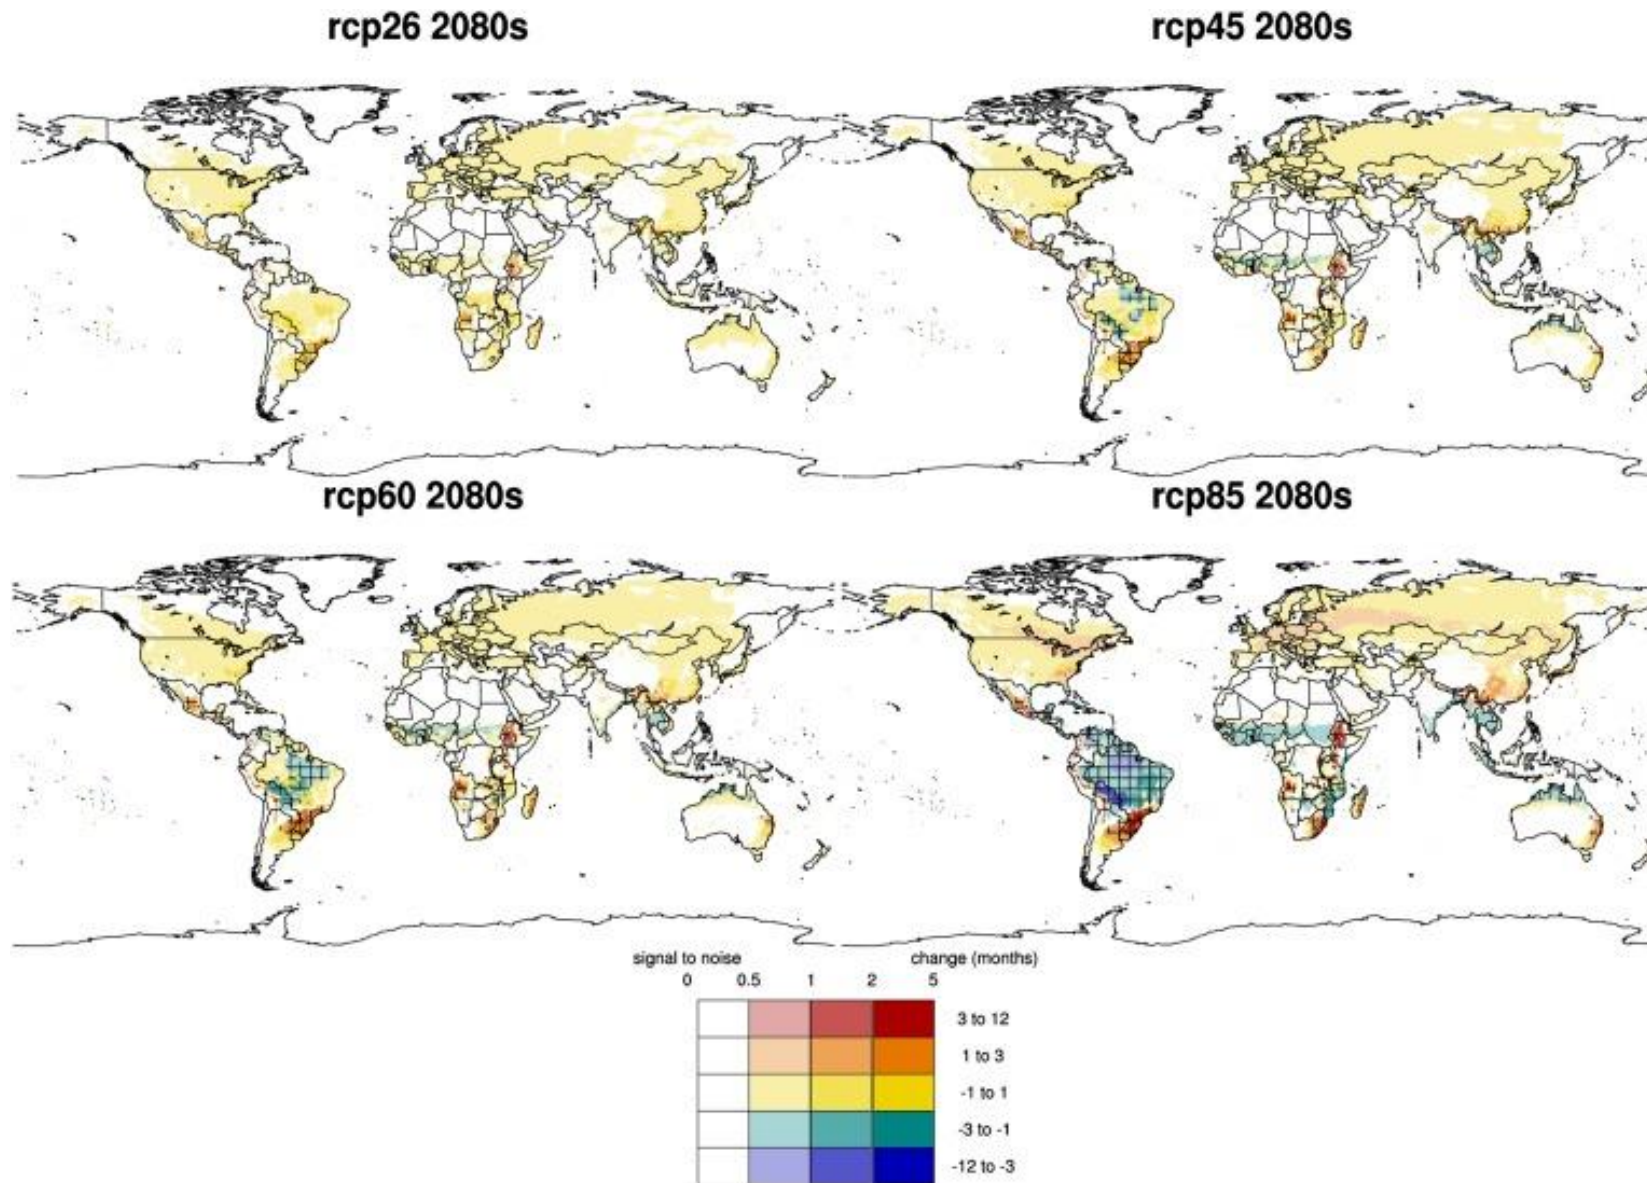 rcp26 2080s
rcp45 2080s
rcp60 2080s
rcp85 2080s
signal to noise change (months)
0 0.5 1 2 5
3 to 12
1 to 3
-1 to 1
-3 to -1
-12 to -3